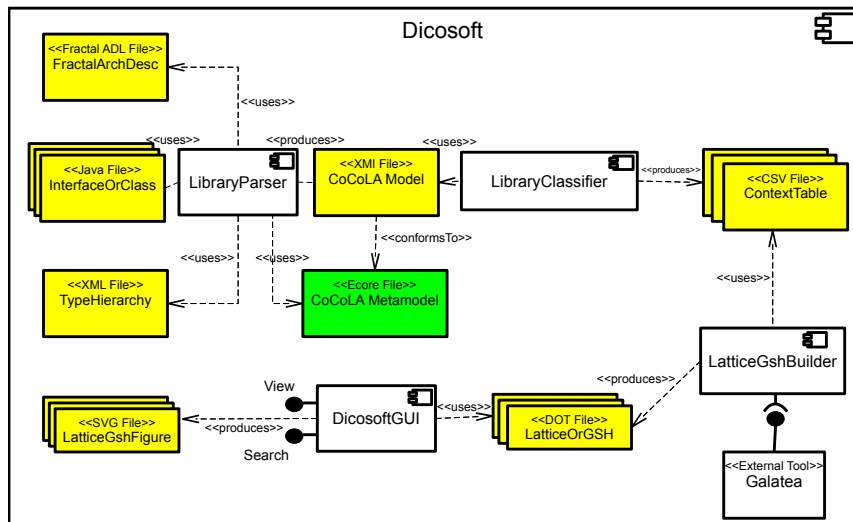 Dicosoft
<<Fractal ADL File>>
FractalArchDesc
<<uses>>
<<uses>>
<<produces>>
<<uses>>
<<Java File>>
InterfaceOrClass
LibraryParser
<<XMI File>>
CoCoLA Model
LibraryClassifier
<<produces>>
<<CSV File>>
ContextTable
<<conformsTo>>
<<uses>>
<<uses>>
<<uses>>
<<XML File>>
TypeHierarchy
<<Ecore File>>
CoCoLA Metamodel
LatticeGshBuilder
<<produces>>
View
<<SVG File>>
LatticeGshFigure
<<produces>>
DicosoftGUI
<<uses>>
<<DOT File>>
LatticeOrGSH
Search
<<External Tool>>
Galatea